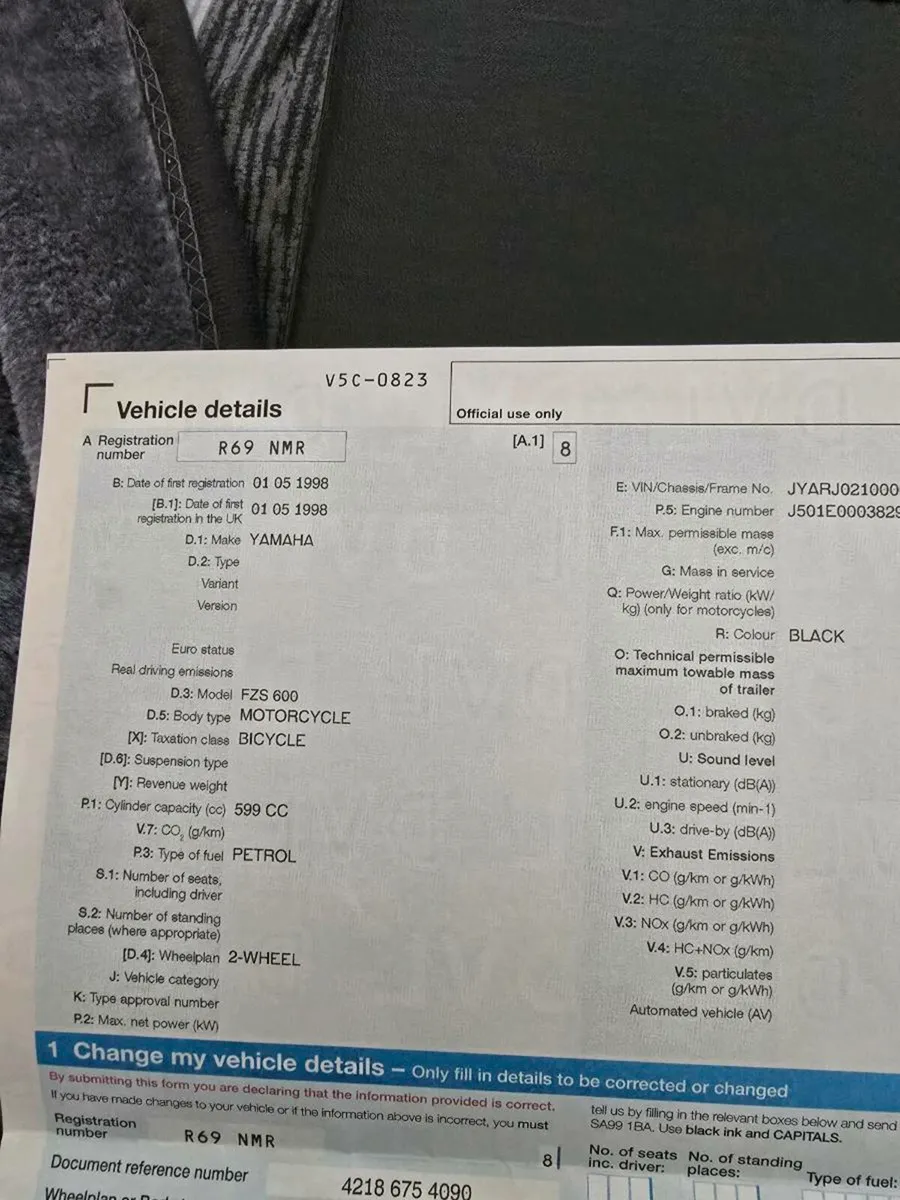 V5C-0823
Vehicle details
Official use only
A Registration number R69 NMR
[A.1] 8
B: Date of first registration 01 05 1998
[B.1]: Date of first registration in the UK 01 05 1998
D.1: Make YAMAHA
D.2: Type
Variant
Version
Euro status
Real driving emissions
D.3: Model FZS 600
D.5: Body type MOTORCYCLE
[X]: Taxation class BICYCLE
[D.6]: Suspension type
[Y]: Revenue weight
P.1: Cylinder capacity (cc) 599 CC
V.7: CO₂ (g/km)
P.3: Type of fuel PETROL
S.1: Number of seats,
including driver
S.2: Number of standing
places (where appropriate)
[D.4]: Wheelplan 2-WHEEL
J: Vehicle category
K: Type approval number
P.2: Max. net power (kW)
E: VIN/Chassis/Frame No. JYARJ021000
P.5: Engine number J501E0003829
F.1: Max. permissible mass
(exc. m/c)
G: Mass in service
Q: Power/Weight ratio (kW/
kg) (only for motorcycles)
R: Colour BLACK
O: Technical permissible
maximum towable mass
of trailer
O.1: braked (kg)
O.2: unbraked (kg)
U: Sound level
U.1: stationary (dB(A))
U.2: engine speed (min-1)
U.3: drive-by (dB(A))
V: Exhaust Emissions
V.1: CO (g/km or g/kWh)
V.2: HC (g/km or g/kWh)
V.3: NOx (g/km or g/kWh)
V.4: HC+NOx (g/km)
V.5: particulates
(g/km or g/kWh)
Automated vehicle (AV)
1 Change my vehicle details – Only fill in details to be corrected or changed
By submitting this form you are declaring that the information provided is correct.
If you have made changes to your vehicle or if the information above is incorrect, you must
tell us by filling in the relevant boxes below and send
SA99 1BA. Use black ink and CAPITALS.
Registration
number R69 NMR
8
Document reference number 4218 675 4090
No. of seats
inc. driver:
No. of standing
places:
Type of fuel:
Wheelplan or